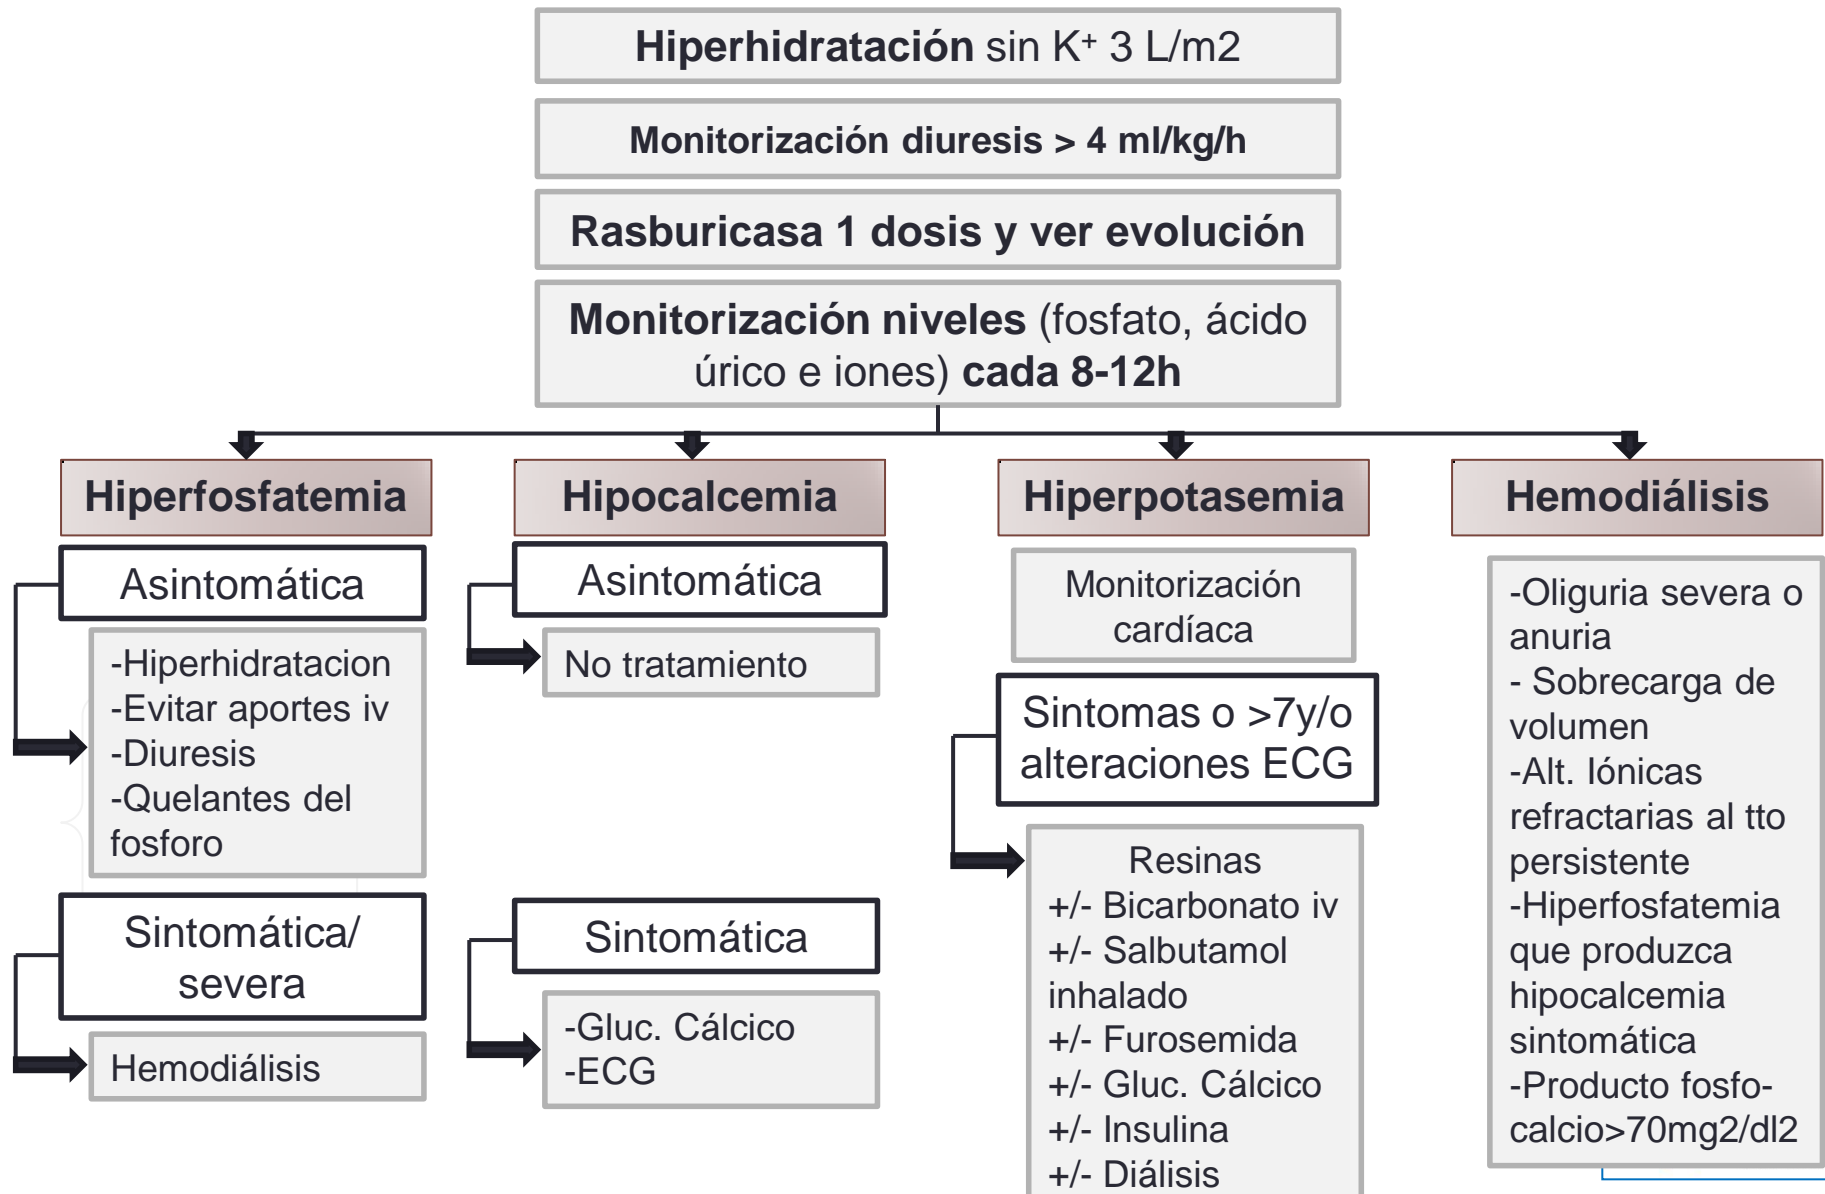 Hiperhidratación sin K⁺ 3 L/m2
Monitorización diuresis > 4 ml/kg/h
Rasburicasa 1 dosis y ver evolución
Monitorización niveles (fosfato, ácido
úrico e iones) cada 8-12h
Hiperfosfatemia
Asintomática
-Hiperhidratacion
-Evitar aportes iv
-Diuresis
-Quelantes del
fosforo
Sintomática/
severa
Hemodiálisis
Hipocalcemia
Asintomática
No tratamiento
Sintomática
-Gluc. Cálcico
-ECG
Hiperpotasemia
Monitorización
cardíaca
Sintomas o >7y/o
alteraciones ECG
Resinas
+/- Bicarbonato iv
+/- Salbutamol
inhalado
+/- Furosemida
+/- Gluc. Cálcico
+/- Insulina
+/- Diálisis
Hemodiálisis
-Oliguria severa o
anuria
- Sobrecarga de
volumen
-Alt. Iónicas
refractarias al tto
persistente
-Hiperfosfatemia
que produzca
hipocalcemia
sintomática
-Producto fosfo-
calcio>70mg2/dl2